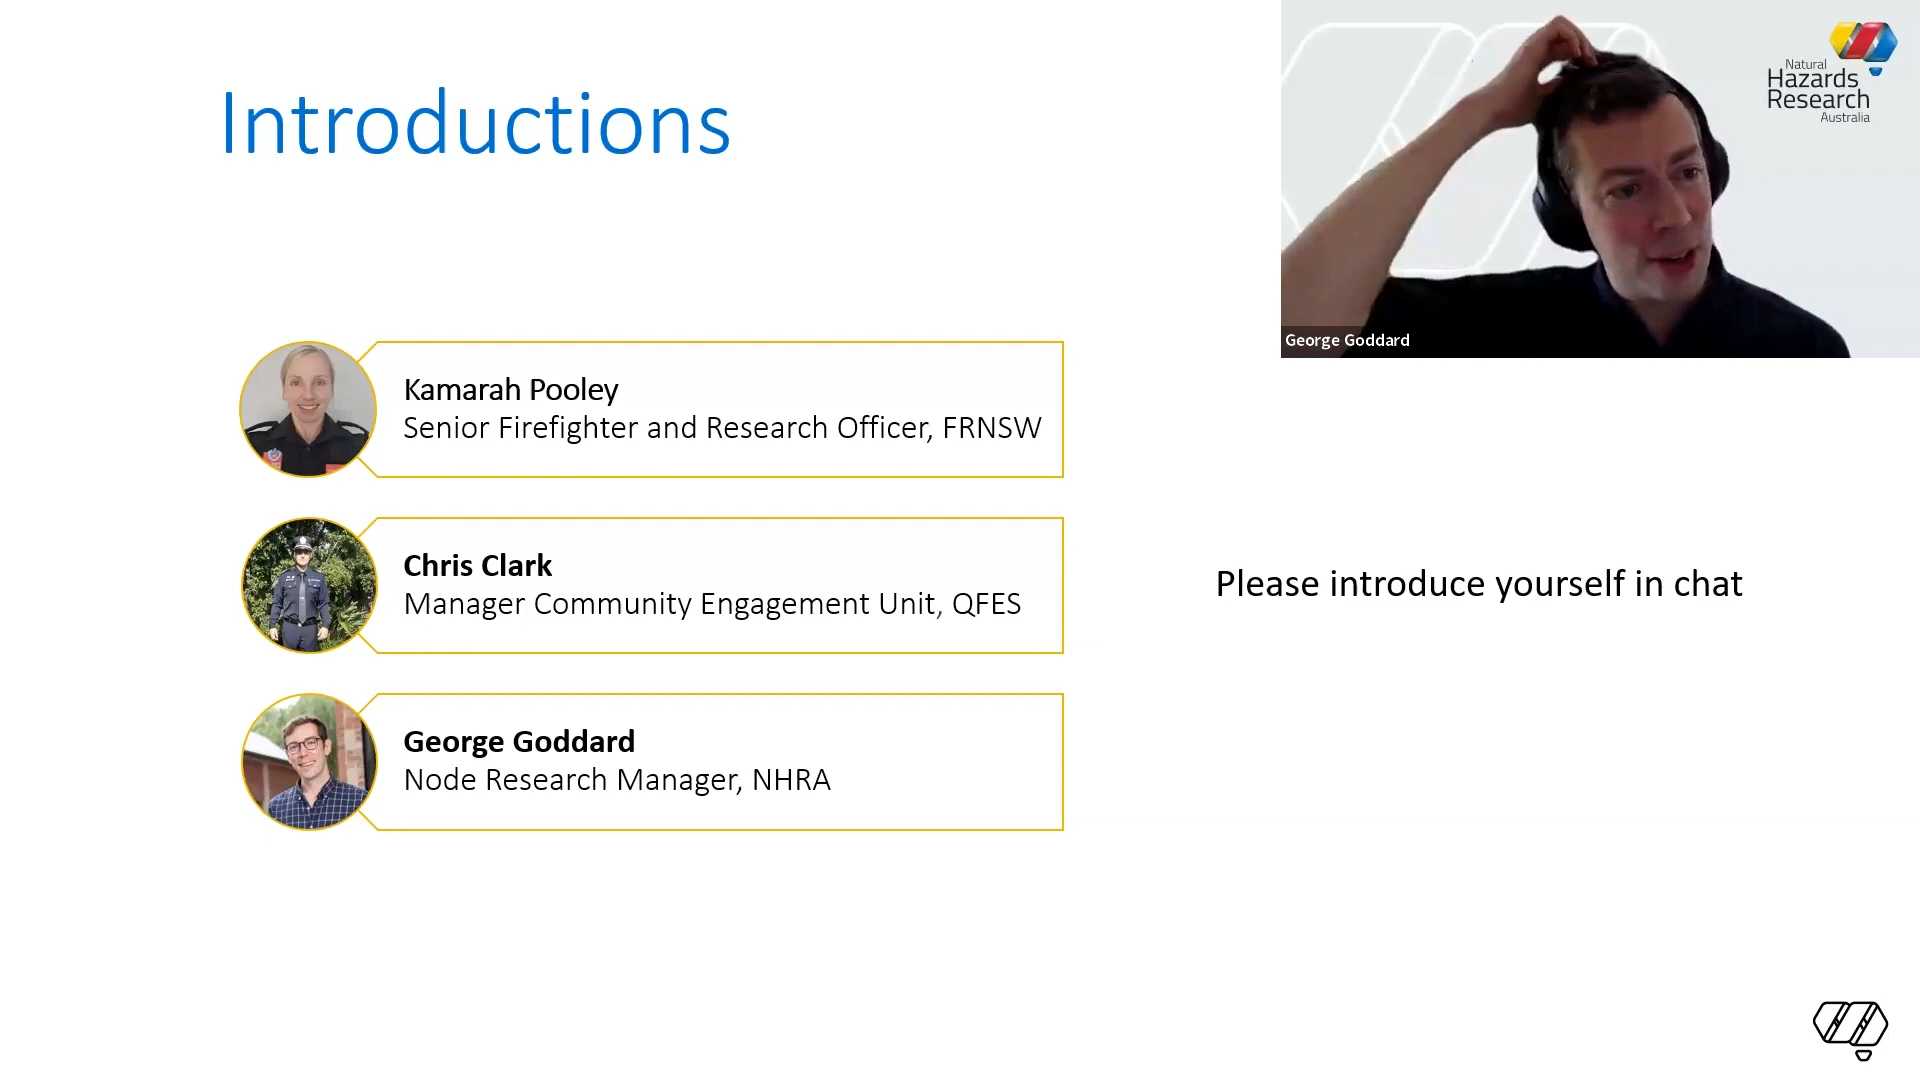 Introductions
Natural
Hazards
Research
Australia
George Goddard
Kamarah Pooley
Senior Firefighter and Research Officer, FRNSW
Chris Clark
Manager Community Engagement Unit, QFES
George Goddard
Node Research Manager, NHRA
Please introduce yourself in chat